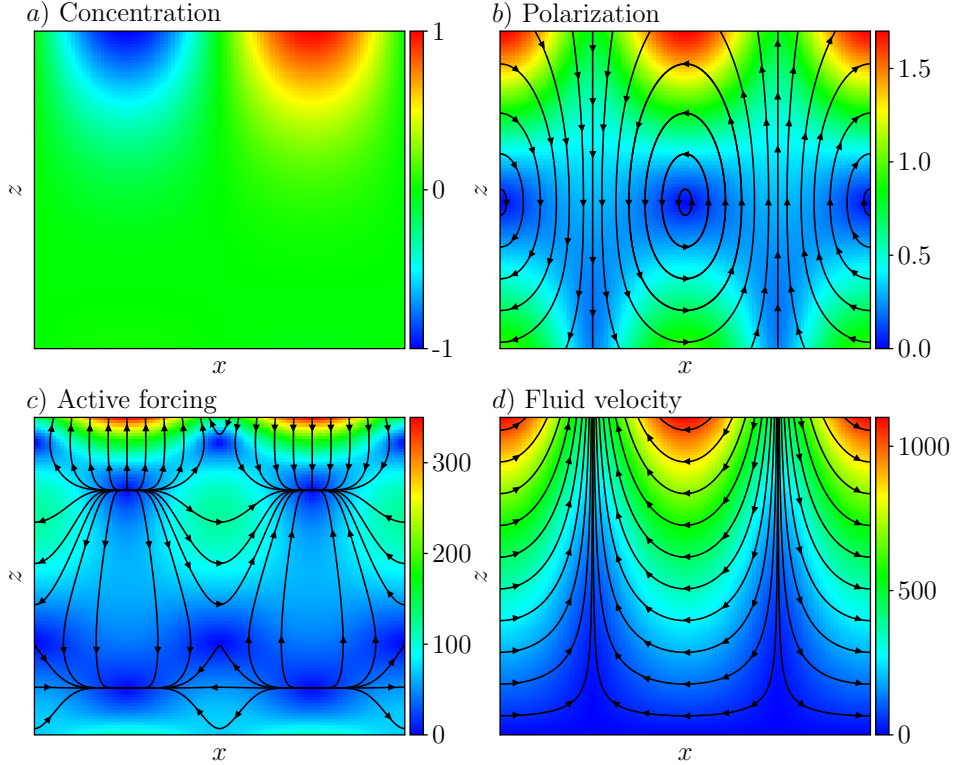 a) Concentration
z
x
1
0
-1
b) Polarization
z
x
1.5
1.0
0.5
0.0
c) Active forcing
z
x
300
200
100
0
d) Fluid velocity
z
x
1000
500
0